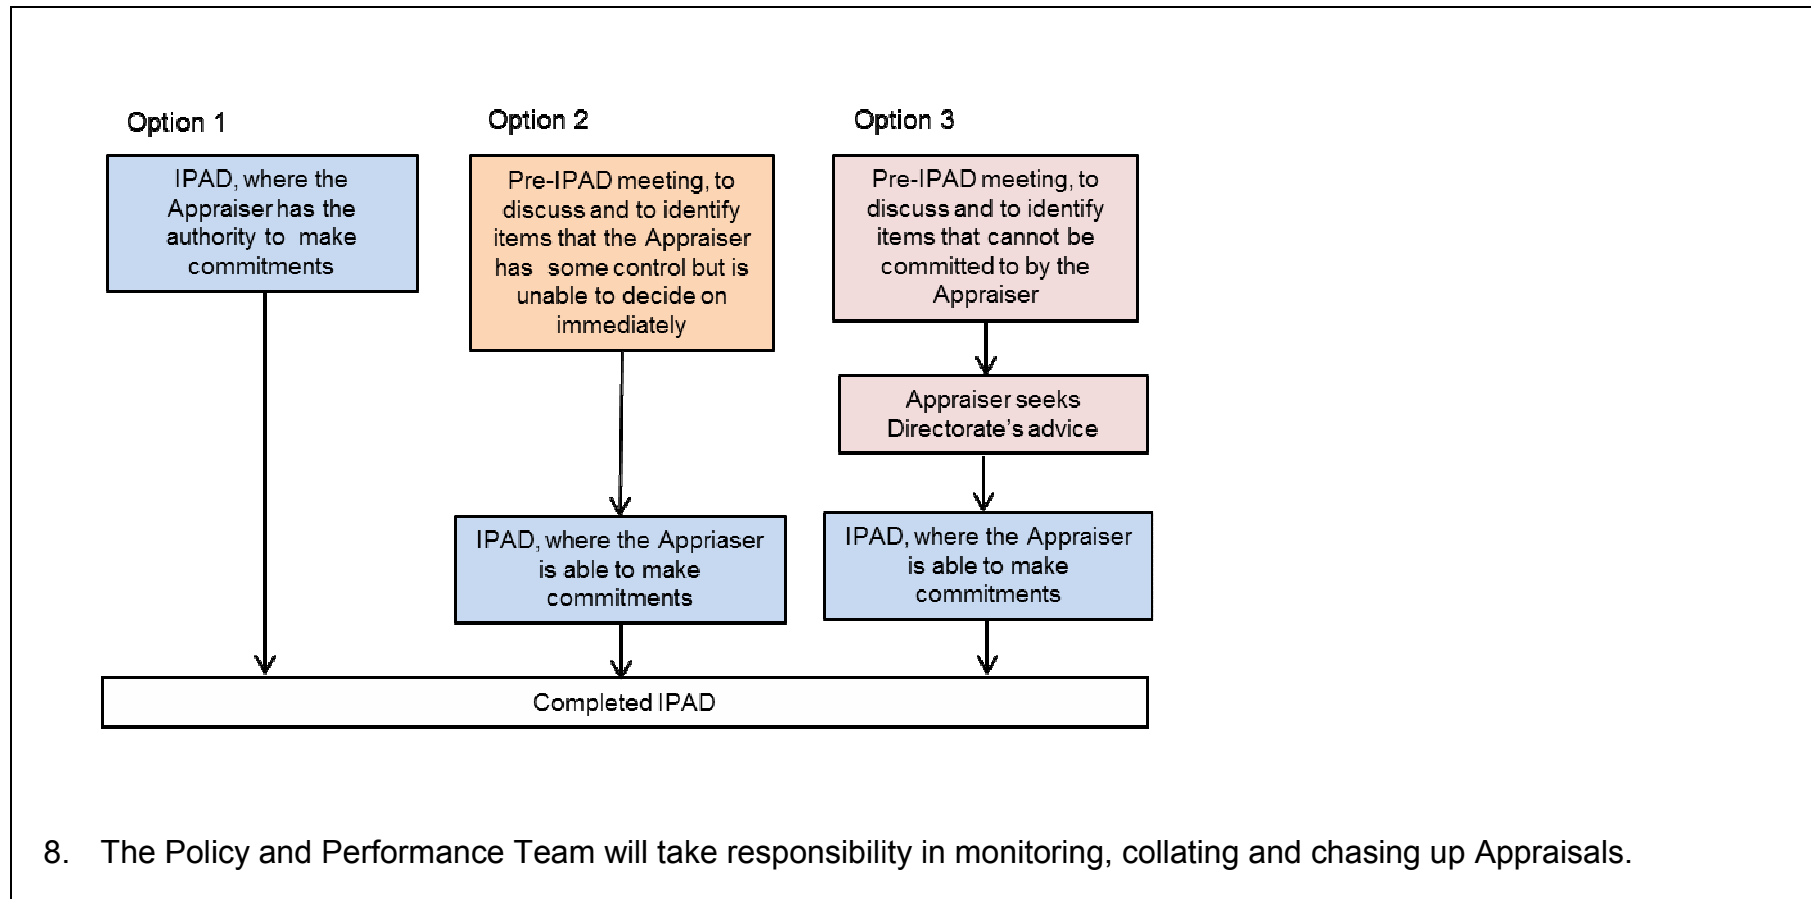 Option 1
IPAD, where the
Appraiser has the
authority to make
commitments
Option 2
Pre-IPAD meeting, to
discuss and to identify
items that the Appraiser
has some control but is
unable to decide on
immediately
IPAD, where the Appriaser
is able to make
commitments
Option 3
Pre-IPAD meeting, to
discuss and to identify
items that cannot be
committed to by the
Appraiser
Appraiser seeks
Directorate's advice
IPAD, where the Appraiser
is able to make
commitments
Completed IPAD
8. The Policy and Performance Team will take responsibility in monitoring, collating and chasing up Appraisals.